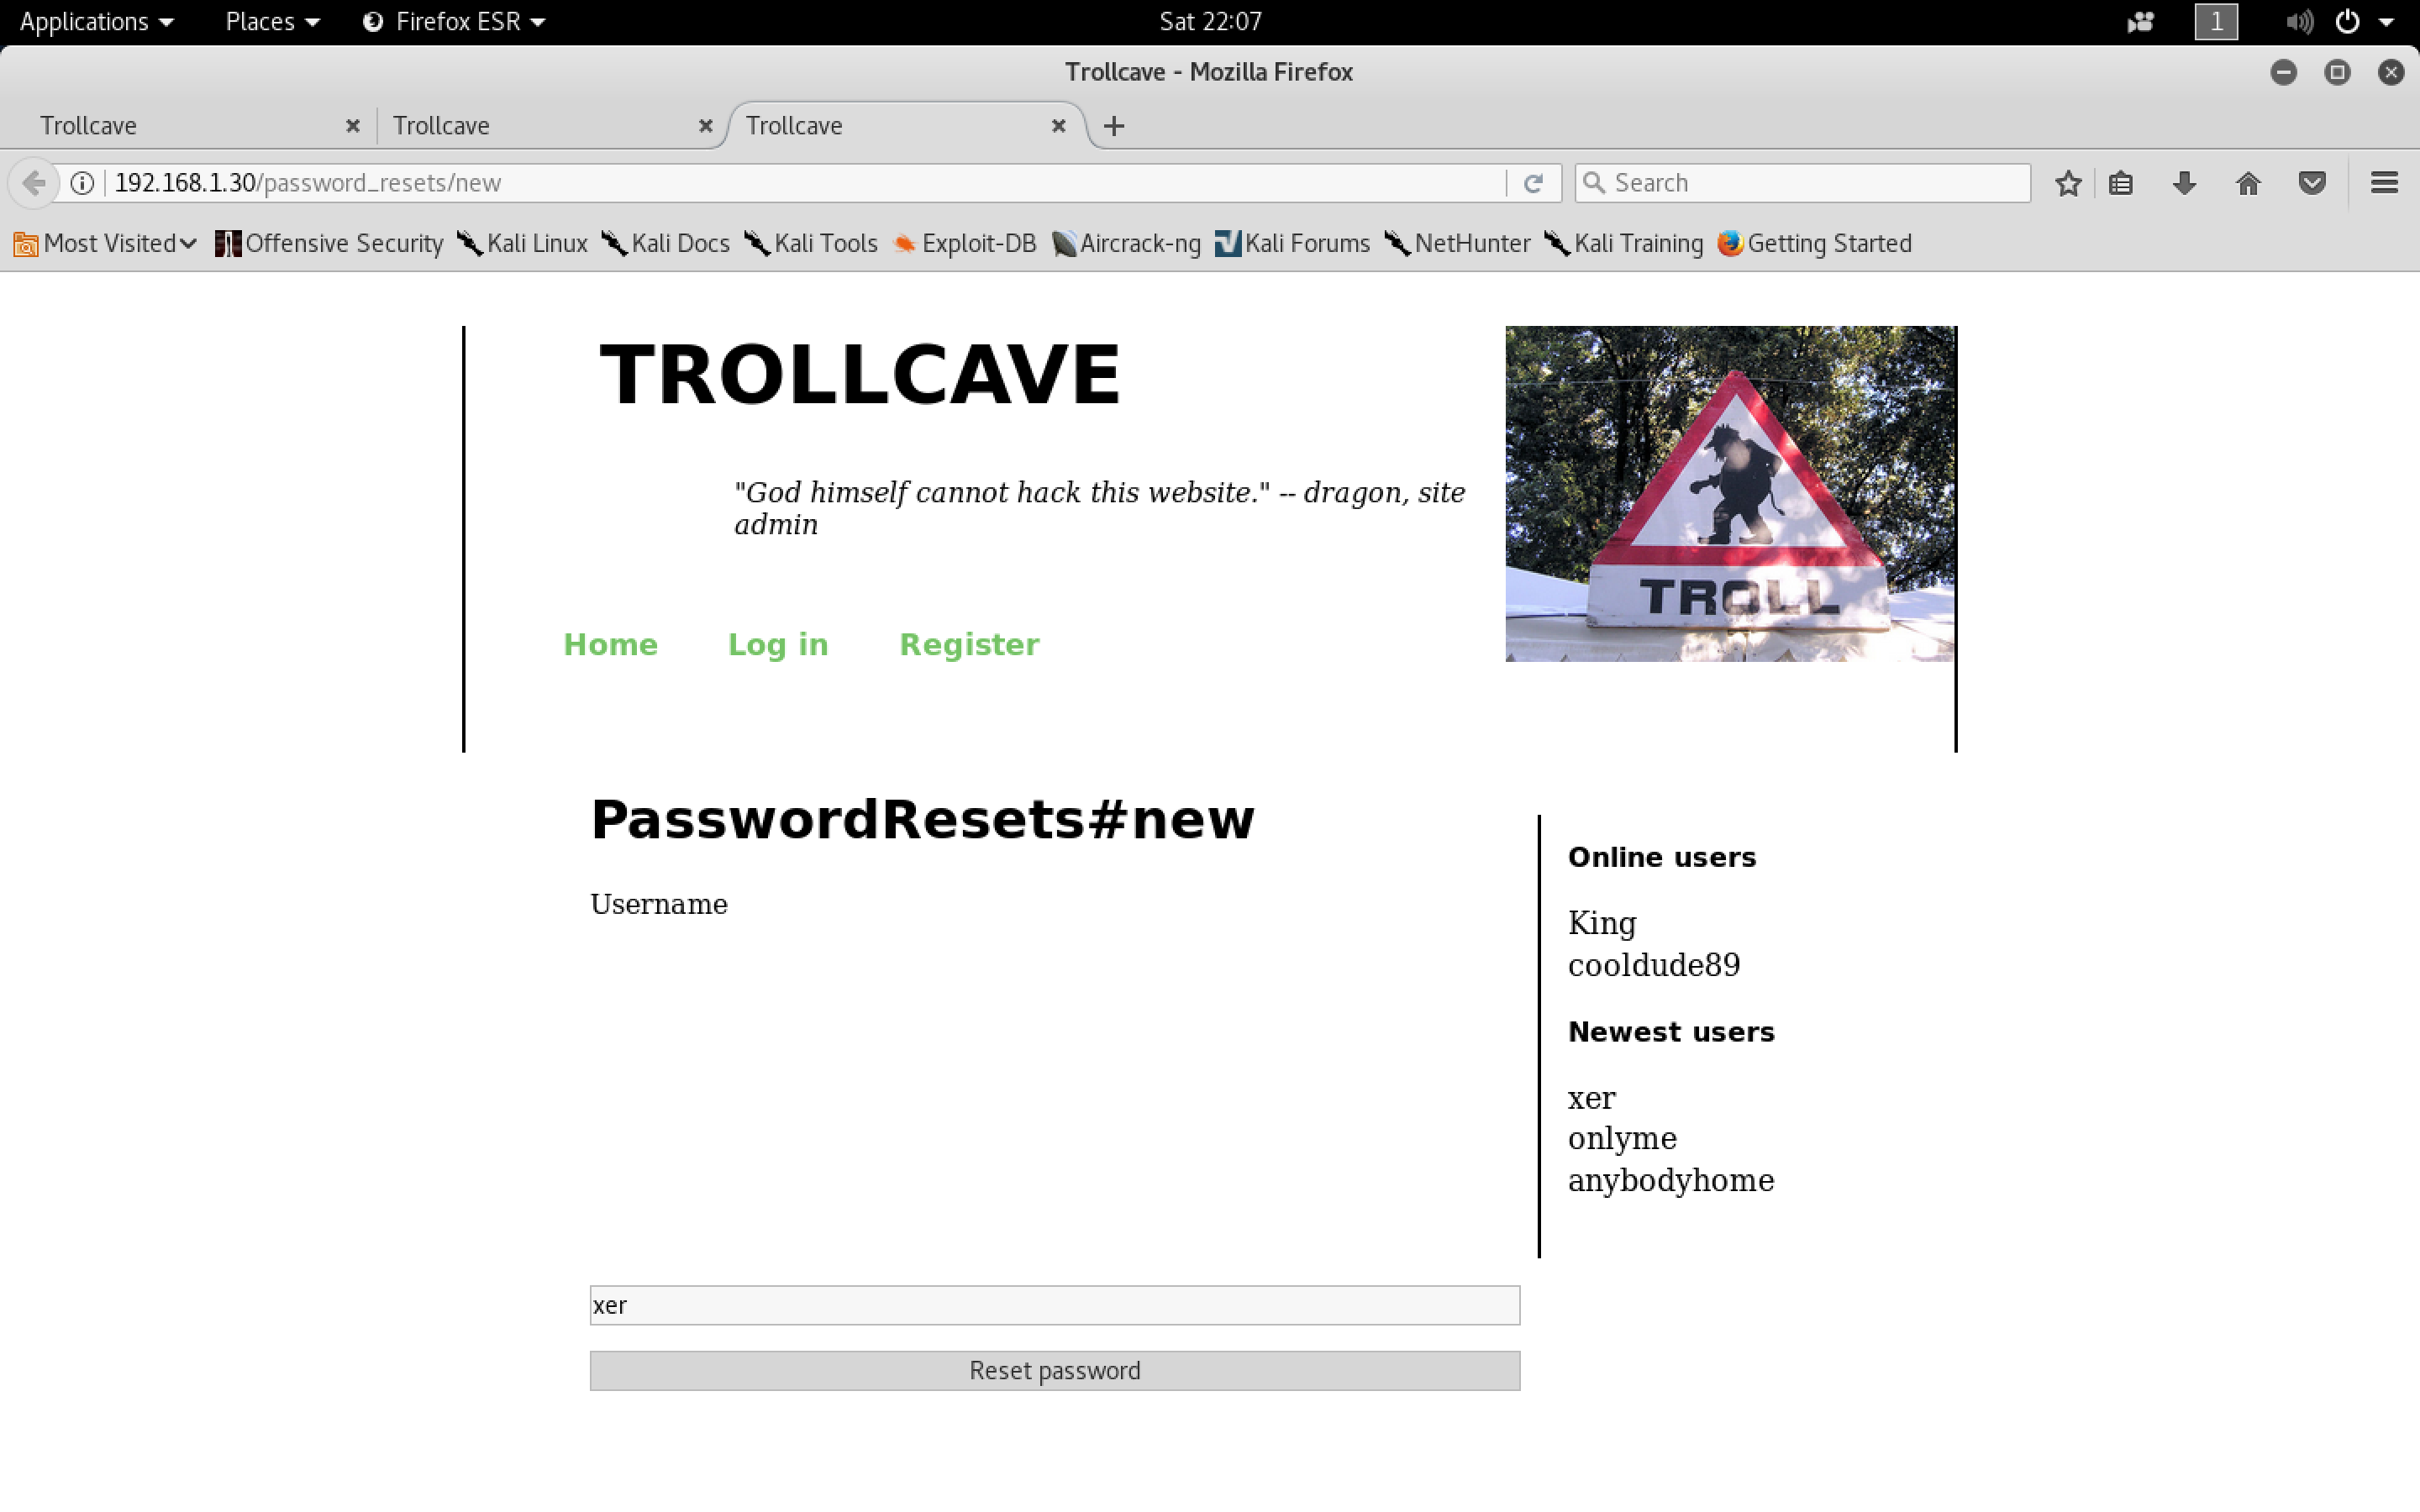 Applications Places Firefox ESR Sat 22:07 1
Trollcave - Mozilla Firefox
Trollcave Trollcave Trollcave
192.168.1.30/password_resets/new Search
Most Visited Offensive Security Kali Linux Kali Docs Kali Tools Exploit-DB Aircrack-ng Kali Forums NetHunter Kali Training Getting Started
TROLLCAVE
"God himself cannot hack this website." -- dragon, site
admin
TROLL
Home Log in Register
PasswordResets#new
Username
Online users
King
cooldude89
Newest users
xer
onlyme
anybodyhome
xer
Reset password